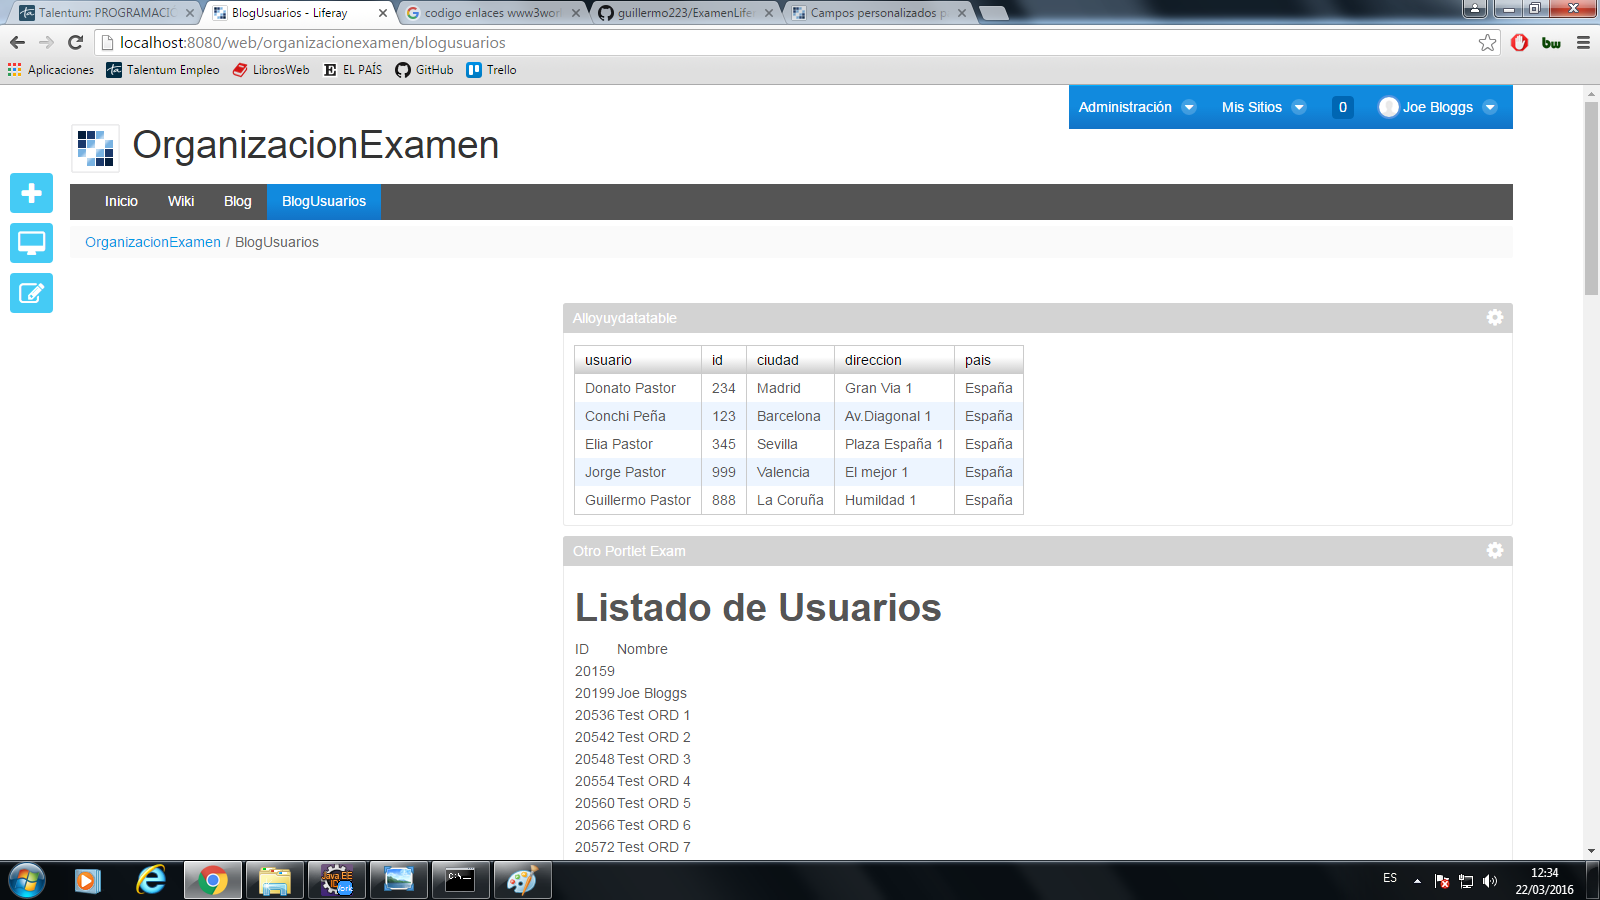 Talentum: PROGRAMACIÓ
BlogUsuarios - Liferay
codigo enlaces www3wor
guillermo223/ExamenLife
Campos personalizados p
localhost:8080/web/organizacionexamen/blogusuarios
Aplicaciones Talentum Empleo LibrosWeb EL PAÍS GitHub Trello
Administración Mis Sitios 0 Joe Bloggs
OrganizacionExamen
Inicio Wiki Blog BlogUsuarios
OrganizacionExamen / BlogUsuarios
Alloyuydatatable
usuario id ciudad direccion pais
Donato Pastor 234 Madrid Gran Via 1 España
Conchi Peña 123 Barcelona Av.Diagonal 1 España
Elia Pastor 345 Sevilla Plaza España 1 España
Jorge Pastor 999 Valencia El mejor 1 España
Guillermo Pastor 888 La Coruña Humildad 1 España
Otro Portlet Exam
Listado de Usuarios
ID Nombre
20159
20199 Joe Bloggs
20536 Test ORD 1
20542 Test ORD 2
20548 Test ORD 3
20554 Test ORD 4
20560 Test ORD 5
20566 Test ORD 6
20572 Test ORD 7
ES
12:34
22/03/2016